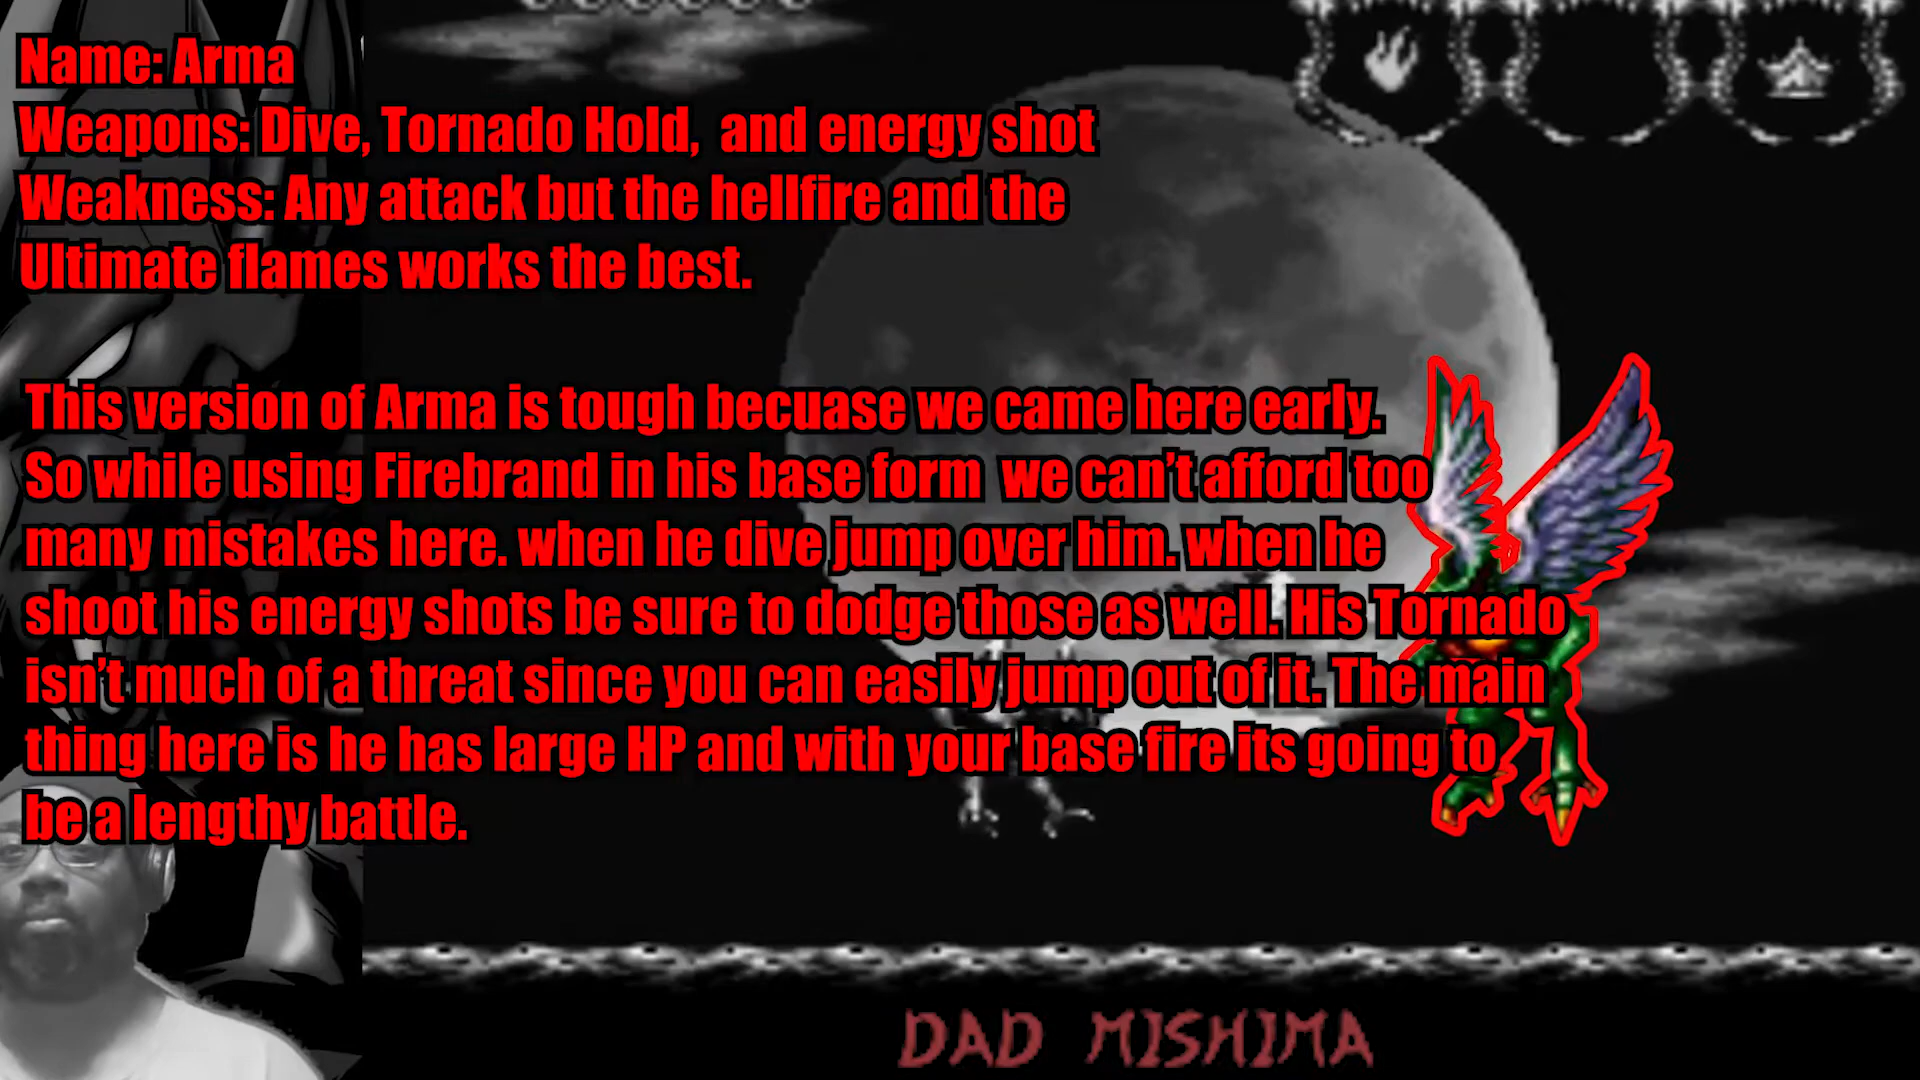 Name: Arma
Weapons: Dive, Tornado Hold,  and energy shot
Weakness: Any attack but the hellfire and the
Ultimate flames works the best.
This version of Arma is tough becuase we came here early.
So while using Firebrand in his base form  we can't afford too
many mistakes here. when he dive jump over him. when he
shoot his energy shots be sure to dodge those as well. His Tornado
isn't much of a threat since you can easily jump out of it. The main
thing here is he has large HP and with your base fire its going to
be a lengthy battle.
DAD MISHIMA